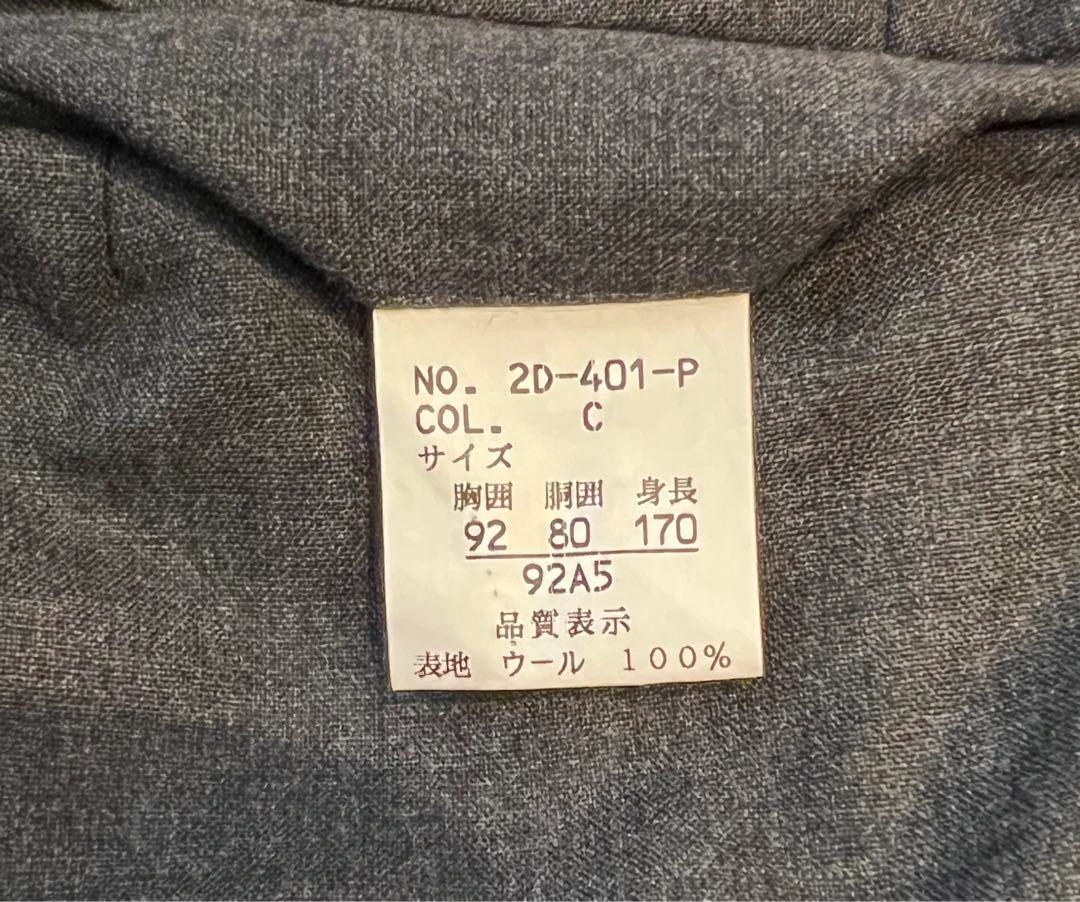 NO. 2D-401-P
COL. C
サイズ
胸囲 胴囲 身長
92 80 170
92A5
品質表示
表地 ウール 100%